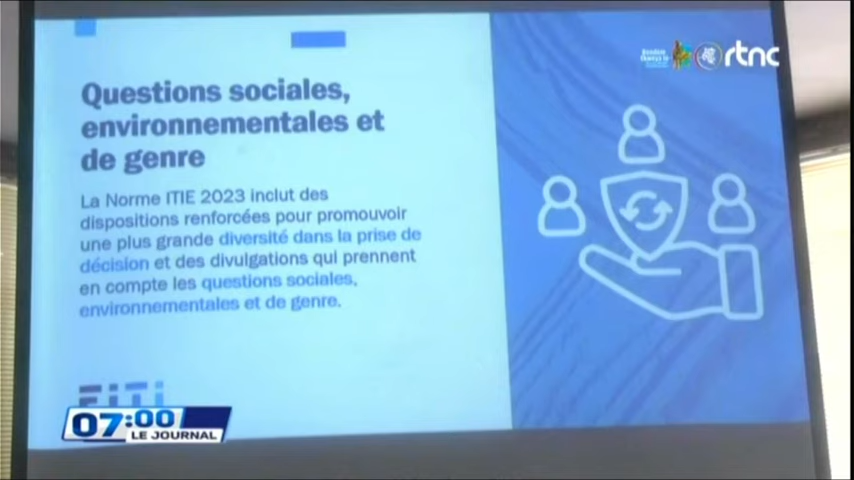 rtnc
Questions sociales,
environnementales et
de genre
La Norme ITIE 2023 inclut des
dispositions renforcées pour promouvoir
une plus grande diversité dans la prise de
décision et des divulgations qui prennent
en compte les questions sociales,
environnementales et de genre.
07:00
LE JOURNAL